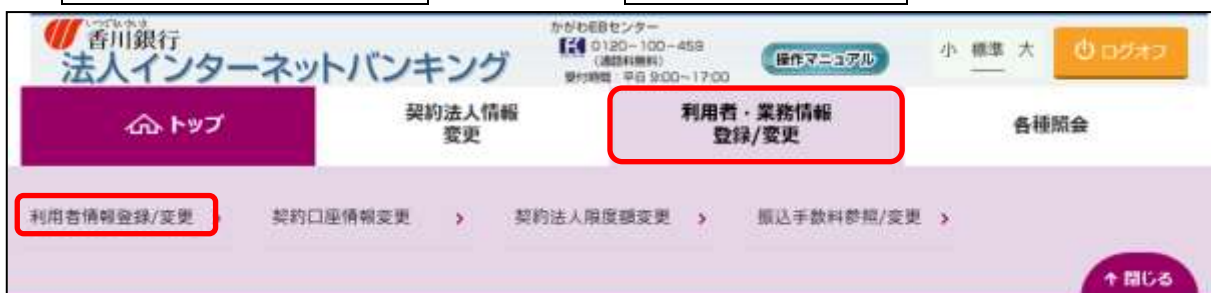 いつでも、身近に
香川銀行
法人インターネットバンキング
かがわEBセンター
0120-100-459
(通話料無料)
受付時間:平日 9:00~17:00
操作マニュアル
小 標準 大
ログオフ
トップ
契約法人情報
変更
利用者・業務情報
登録/変更
各種照会
利用者情報登録/変更
契約口座情報変更
契約法人限度額変更
振込手数料参照/変更
閉じる